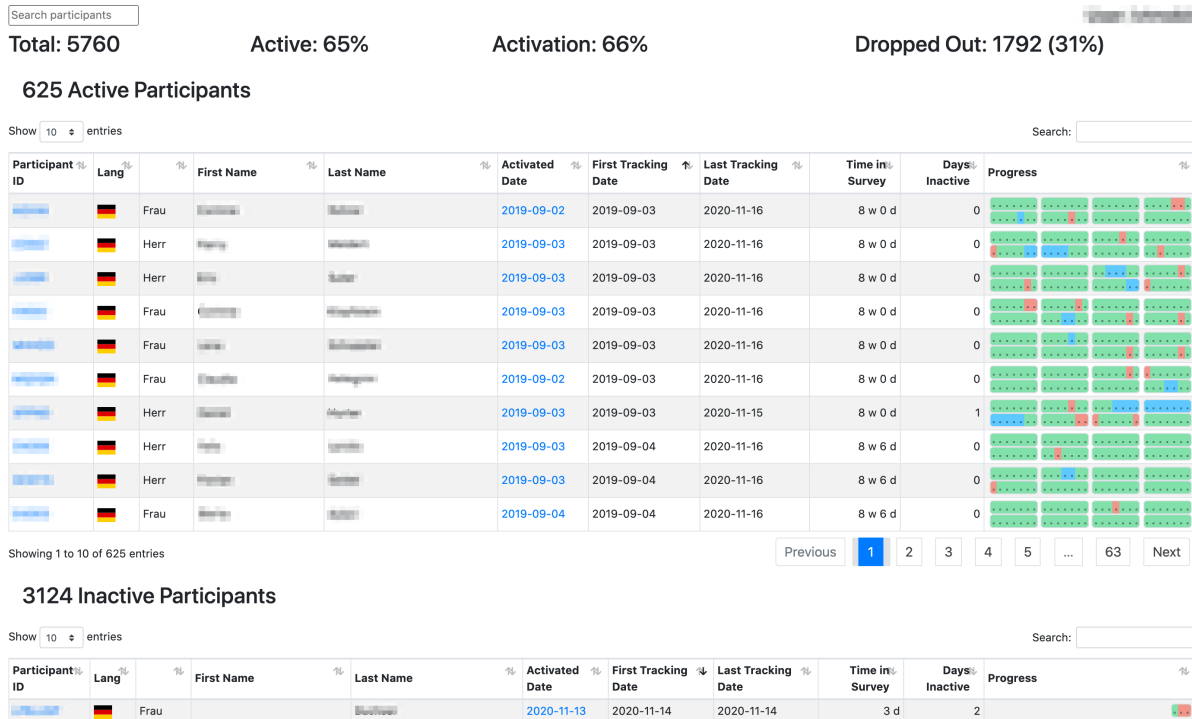 Search participants
Total: 5760 Active: 65% Activation: 66% Dropped Out: 1792 (31%)
625 Active Participants
Show 10 entries Search:
Participant ID Lang First Name Last Name Activated Date First Tracking Date Last Tracking Date Time in Survey Days Inactive Progress
Frau 2019-09-02 2019-09-03 2020-11-16 8 w 0 d 0
Herr 2019-09-03 2019-09-03 2020-11-16 8 w 0 d 0
Herr 2019-09-03 2019-09-03 2020-11-16 8 w 0 d 0
Frau 2019-09-03 2019-09-03 2020-11-16 8 w 0 d 0
Frau 2019-09-03 2019-09-03 2020-11-16 8 w 0 d 0
Frau 2019-09-02 2019-09-03 2020-11-16 8 w 0 d 0
Herr 2019-09-03 2019-09-03 2020-11-15 8 w 0 d 1
Herr 2019-09-03 2019-09-04 2020-11-16 8 w 6 d 0
Herr 2019-09-03 2019-09-04 2020-11-16 8 w 6 d 0
Frau 2019-09-04 2019-09-04 2020-11-16 8 w 6 d 0
Showing 1 to 10 of 625 entries Previous 1 2 3 4 5 ... 63 Next
3124 Inactive Participants
Show 10 entries Search:
Participant ID Lang First Name Last Name Activated Date First Tracking Date Last Tracking Date Time in Survey Days Inactive Progress
Frau 2020-11-13 2020-11-14 2020-11-14 3 d 2